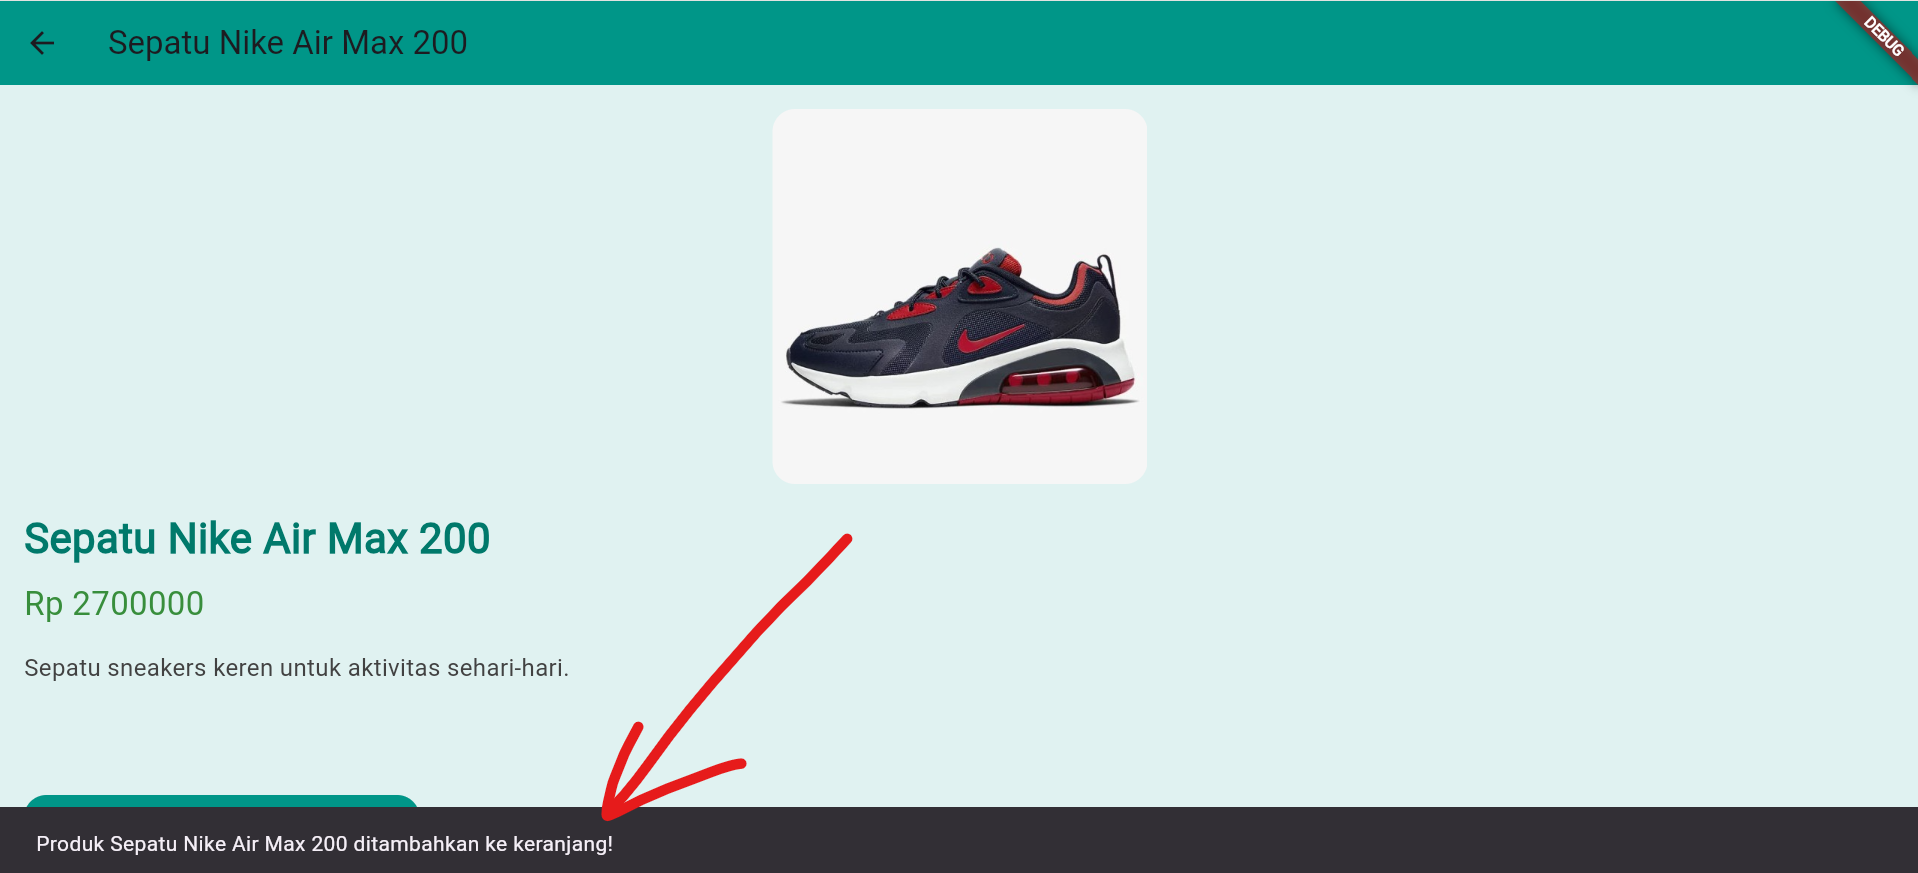 Sepatu Nike Air Max 200
DEBUG
Sepatu Nike Air Max 200
Rp 2700000
Sepatu sneakers keren untuk aktivitas sehari-hari.
Produk Sepatu Nike Air Max 200 ditambahkan ke keranjang!